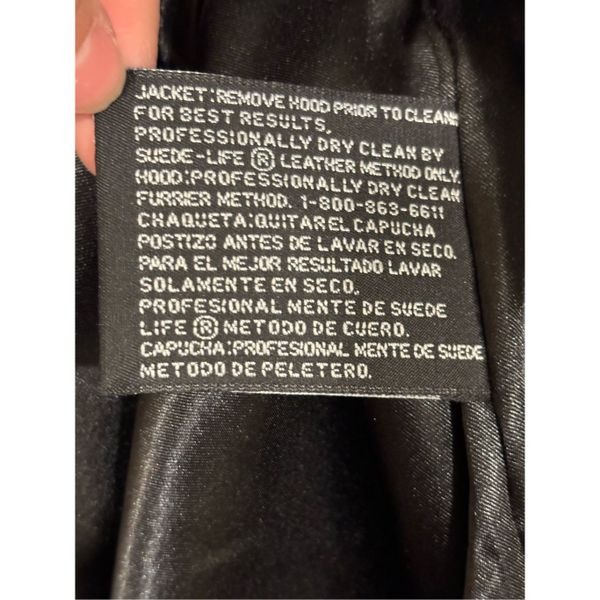 JACKET:REMOVE HOOD PRIOR TO CLEAN
FOR BEST RESULTS,
PROFESSIONALLY DRY CLEAN BY
SUEDE-LIFE ® LEATHER METHOD ONLY.
HOOD:PROFESSIONALLY DRY CLEAN
FURRIER METHOD. 1-800-863-6611
CHAQUETA:QUITAR EL CAPUCHA
POSTIZO ANTES DE LAVAR EN SECO.
PARA EL MEJOR RESULTADO LAVAR
SOLAMENTE EN SECO.
PROFESIONAL MENTE DE SUEDE
LIFE ® METODO DE CUERO.
CAPUCHA:PROFESIONAL MENTE DE SUEDE
METODO DE PELETERO.